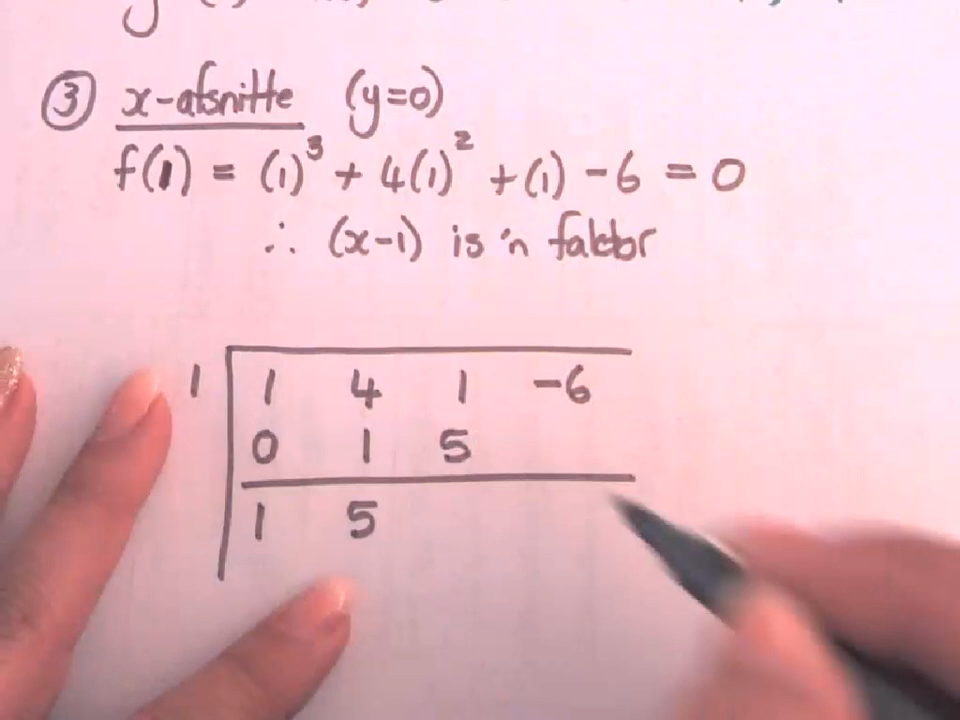 ③ x-afsnitte (y=0)
f(1) = (1)³ + 4(1)² + (1) - 6 = 0
∴ (x-1) is 'n faktor
1 1 4 1 -6
0 1 5
1 5